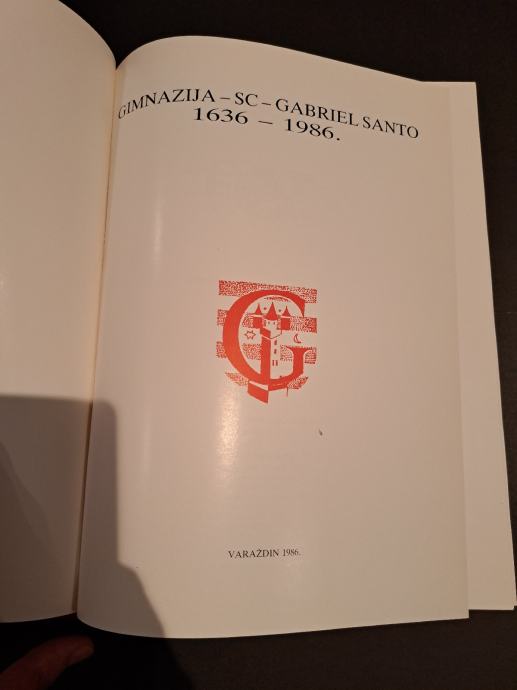 GIMNAZIJA – SC – GABRIEL SANTO
1636 – 1986.
G
VARAŽDIN 1986.